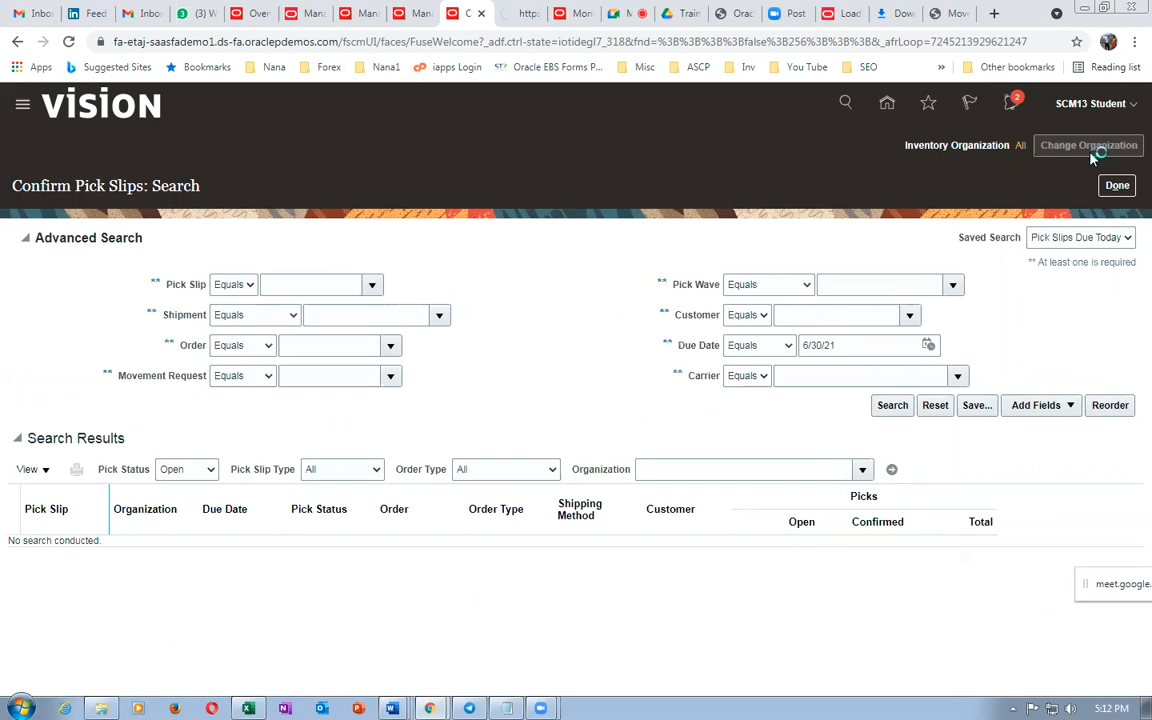 Inbo
Feed
Inbo
(3) W
Over
Mana
Mana
Mana
C
https
Mon
M
Train
Orac
Post
Load
Dow
Mov
fa-etaj-saasfademo1.ds-fa.oraclepdemos.com/fscmUI/faces/FuseWelcome?_adf.ctrl-state=iotidegl7_318&fnd=%3B%3B%3B%3Bfalse%3B256%3B%3B%3B&_afrLoop=7245213929621247
Apps
Suggested Sites
Bookmarks
Nana
Forex
Nana1
iapps Login
Oracle EBS Forms P...
Misc
ASCP
Inv
You Tube
SEO
»
Other bookmarks
Reading list
vision
2
SCM13 Student
Inventory Organization All Change Organization
Confirm Pick Slips: Search
Done
Advanced Search
Saved Search Pick Slips Due Today
** At least one is required
** Pick Slip Equals
** Pick Wave Equals
** Shipment Equals
** Customer Equals
** Order Equals
** Due Date Equals 6/30/21
** Movement Request Equals
** Carrier Equals
Search Reset Save... Add Fields Reorder
Search Results
View Pick Status Open Pick Slip Type All Order Type All Organization
Picks
Pick Slip Organization Due Date Pick Status Order Order Type Shipping Method Customer Open Confirmed Total
No search conducted.
meet.google.
5:12 PM